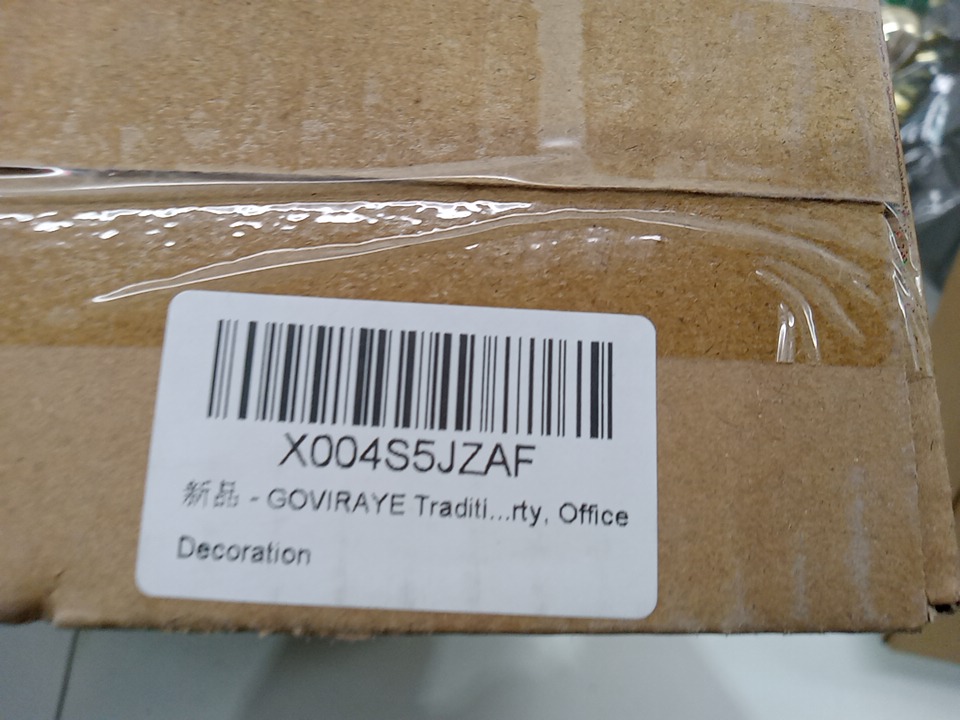 X004S5JZAF
新品 - GOVIRAYE Traditi...rty, Office
Decoration